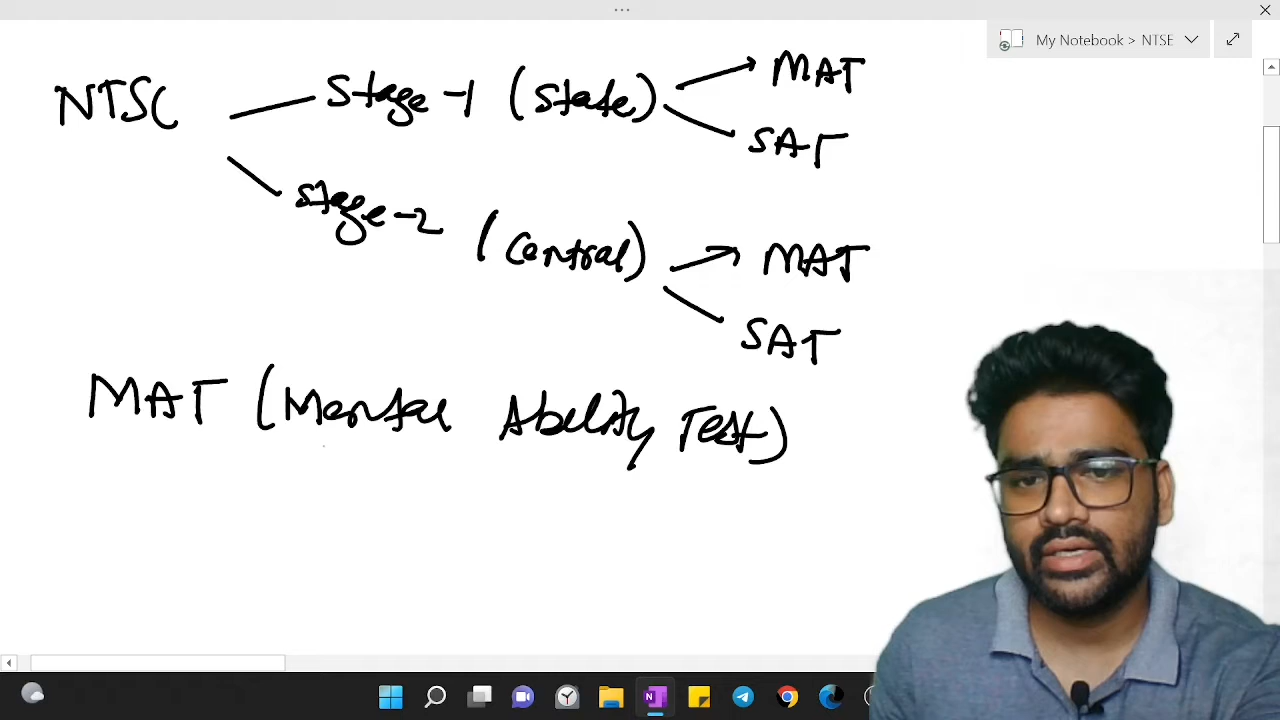 My Notebook > NTSE
NTSC
Stage-1 (State)
MAT
SAT
Stage-2 (Central)
MAT
SAT
MAT (Mental Ability Test)